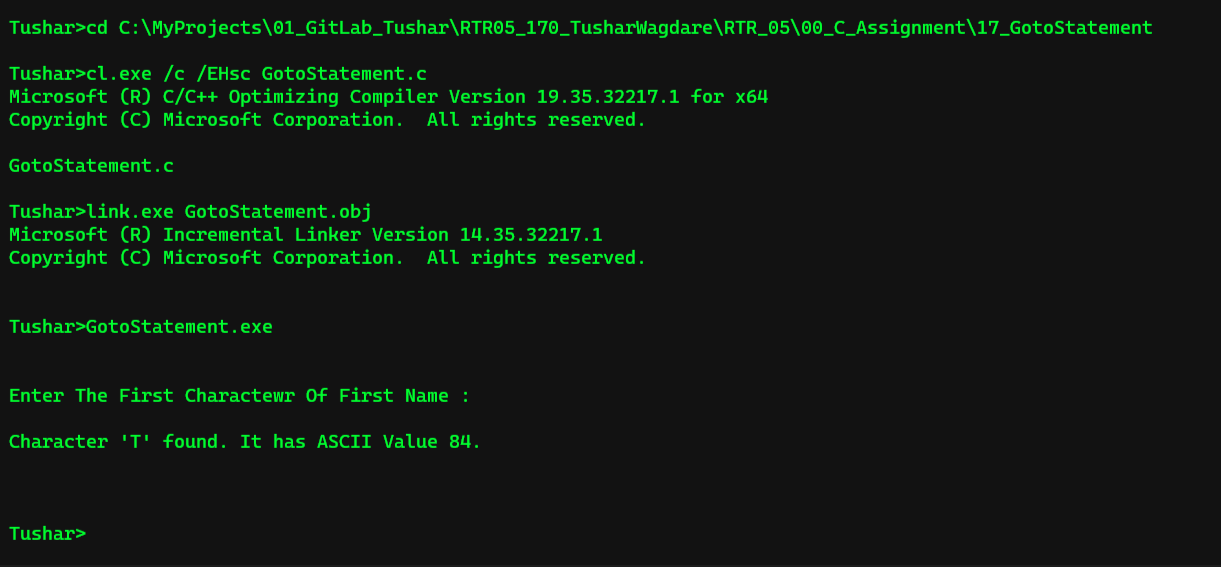 Tushar>cd C:\MyProjects\01_GitLab_Tushar\RTR05_170_TusharWagdare\RTR_05\00_C_Assignment\17_GotoStatement
Tushar>cl.exe /c /EHsc GotoStatement.c
Microsoft (R) C/C++ Optimizing Compiler Version 19.35.32217.1 for x64
Copyright (C) Microsoft Corporation.  All rights reserved.
GotoStatement.c
Tushar>link.exe GotoStatement.obj
Microsoft (R) Incremental Linker Version 14.35.32217.1
Copyright (C) Microsoft Corporation.  All rights reserved.
Tushar>GotoStatement.exe
Enter The First Charactewr Of First Name :
Character 'T' found. It has ASCII Value 84.
Tushar>